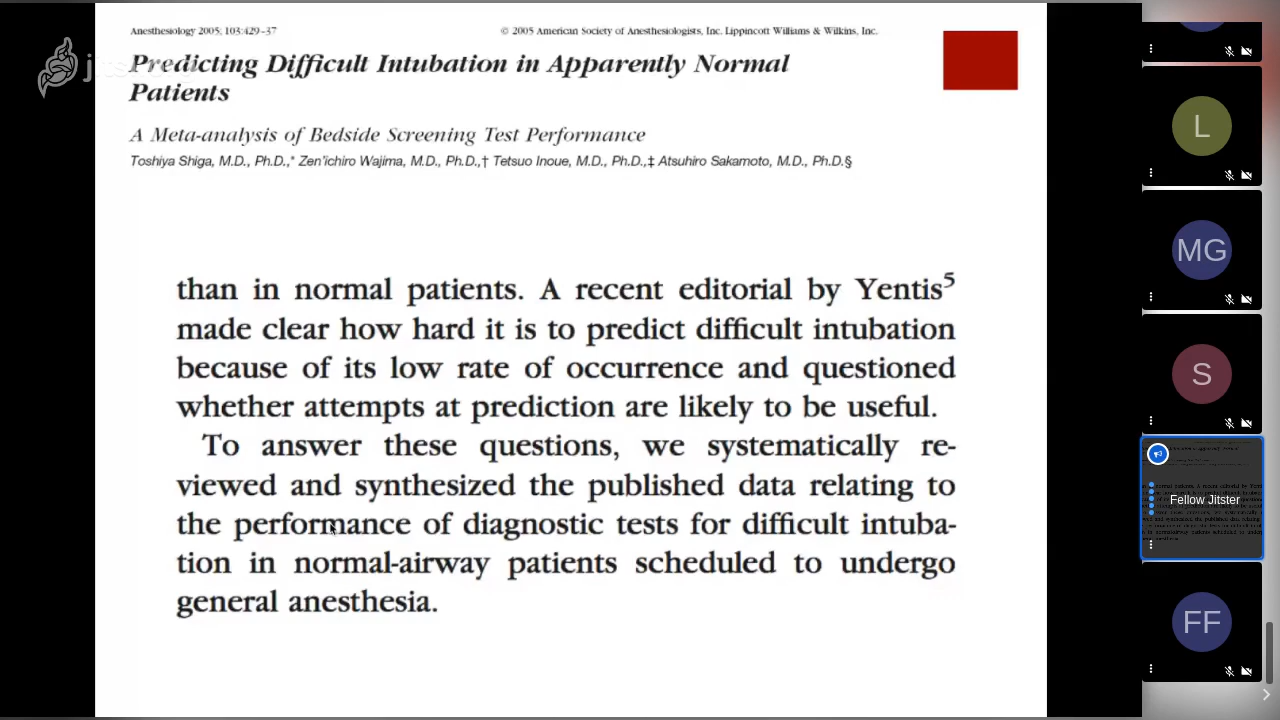 Anesthesiology 2005; 103:429–37
© 2005 American Society of Anesthesiologists, Inc. Lippincott Williams & Wilkins, Inc.
Predicting Difficult Intubation in Apparently Normal
Patients
A Meta-analysis of Bedside Screening Test Performance
Toshiya Shiga, M.D., Ph.D.,* Zen'ichiro Wajima, M.D., Ph.D.,† Tetsuo Inoue, M.D., Ph.D.,‡ Atsuhiro Sakamoto, M.D., Ph.D.§
than in normal patients. A recent editorial by Yentis5
made clear how hard it is to predict difficult intubation
because of its low rate of occurrence and questioned
whether attempts at prediction are likely to be useful.
To answer these questions, we systematically re-
viewed and synthesized the published data relating to
the performance of diagnostic tests for difficult intuba-
tion in normal-airway patients scheduled to undergo
general anesthesia.
L
MG
S
Fellow Jitster
FF